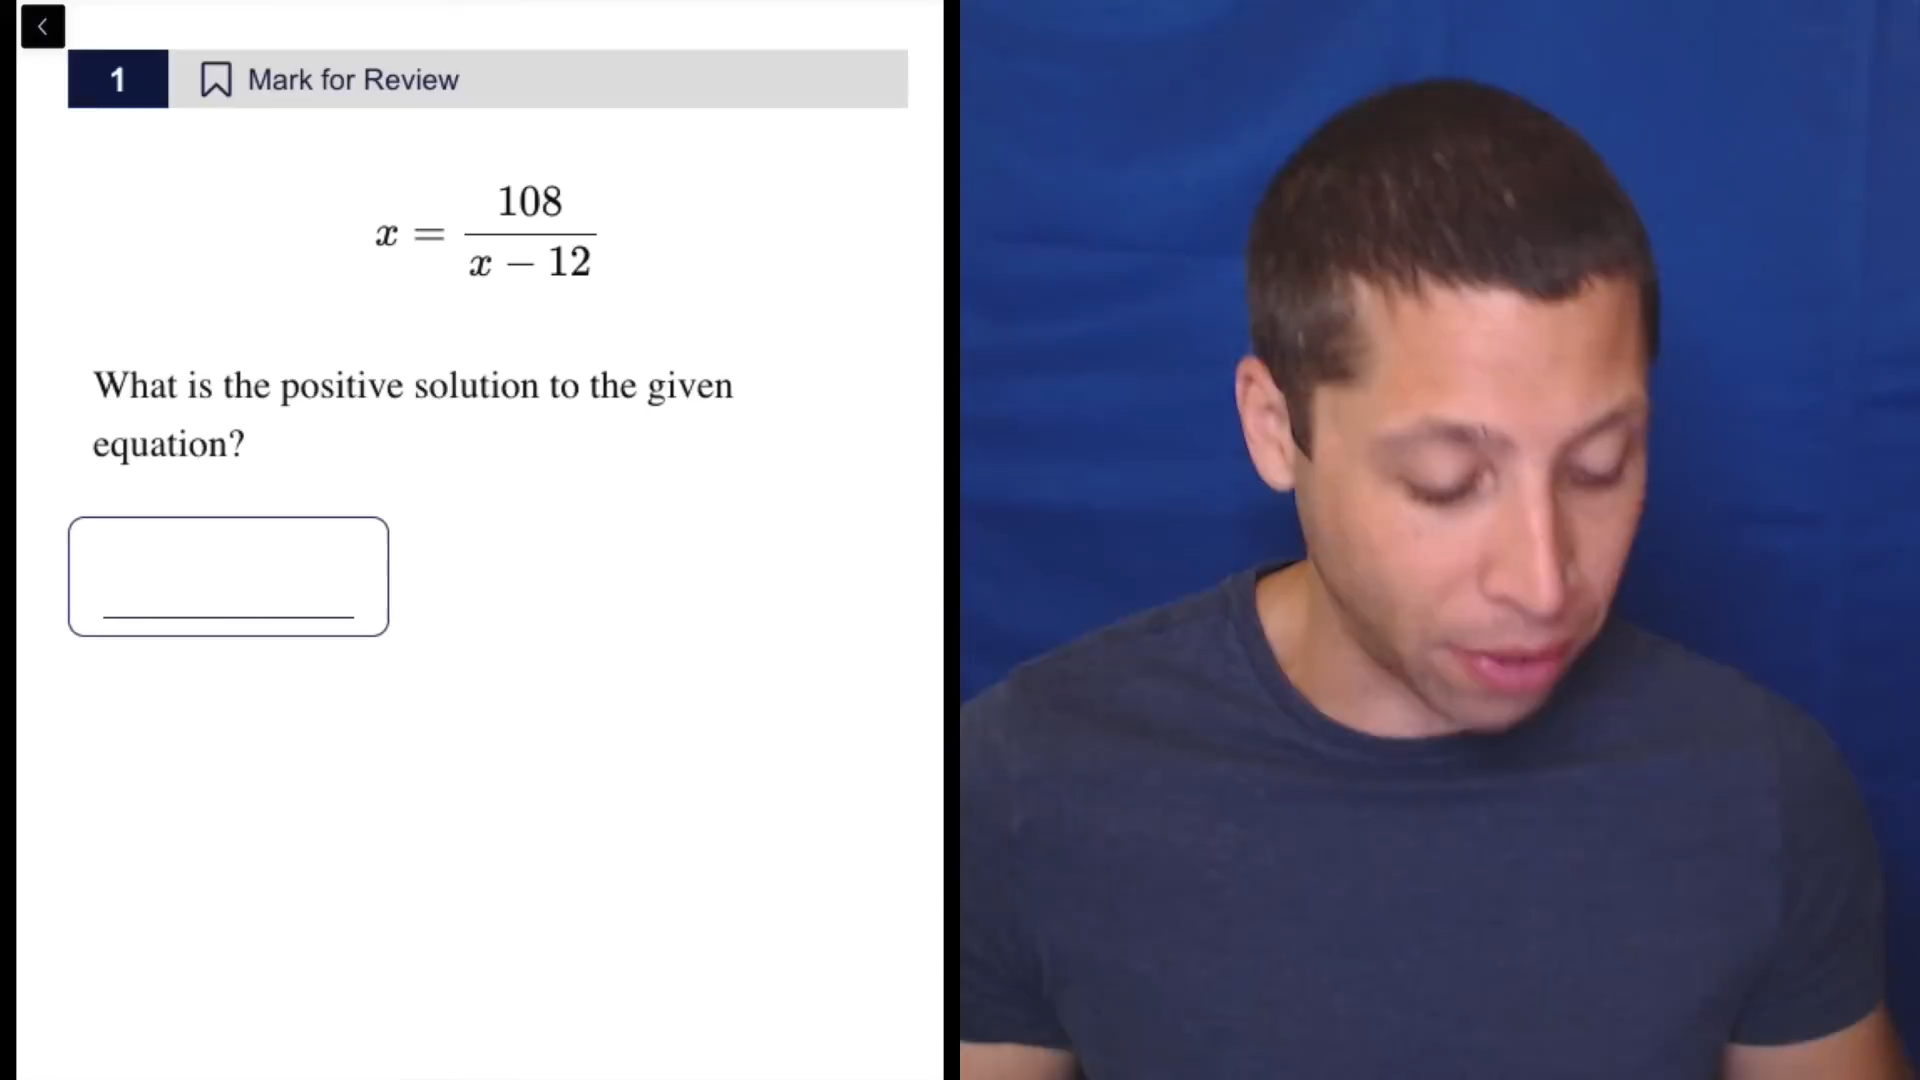 1 Mark for Review
x = 108 / (x − 12)
What is the positive solution to the given
equation?